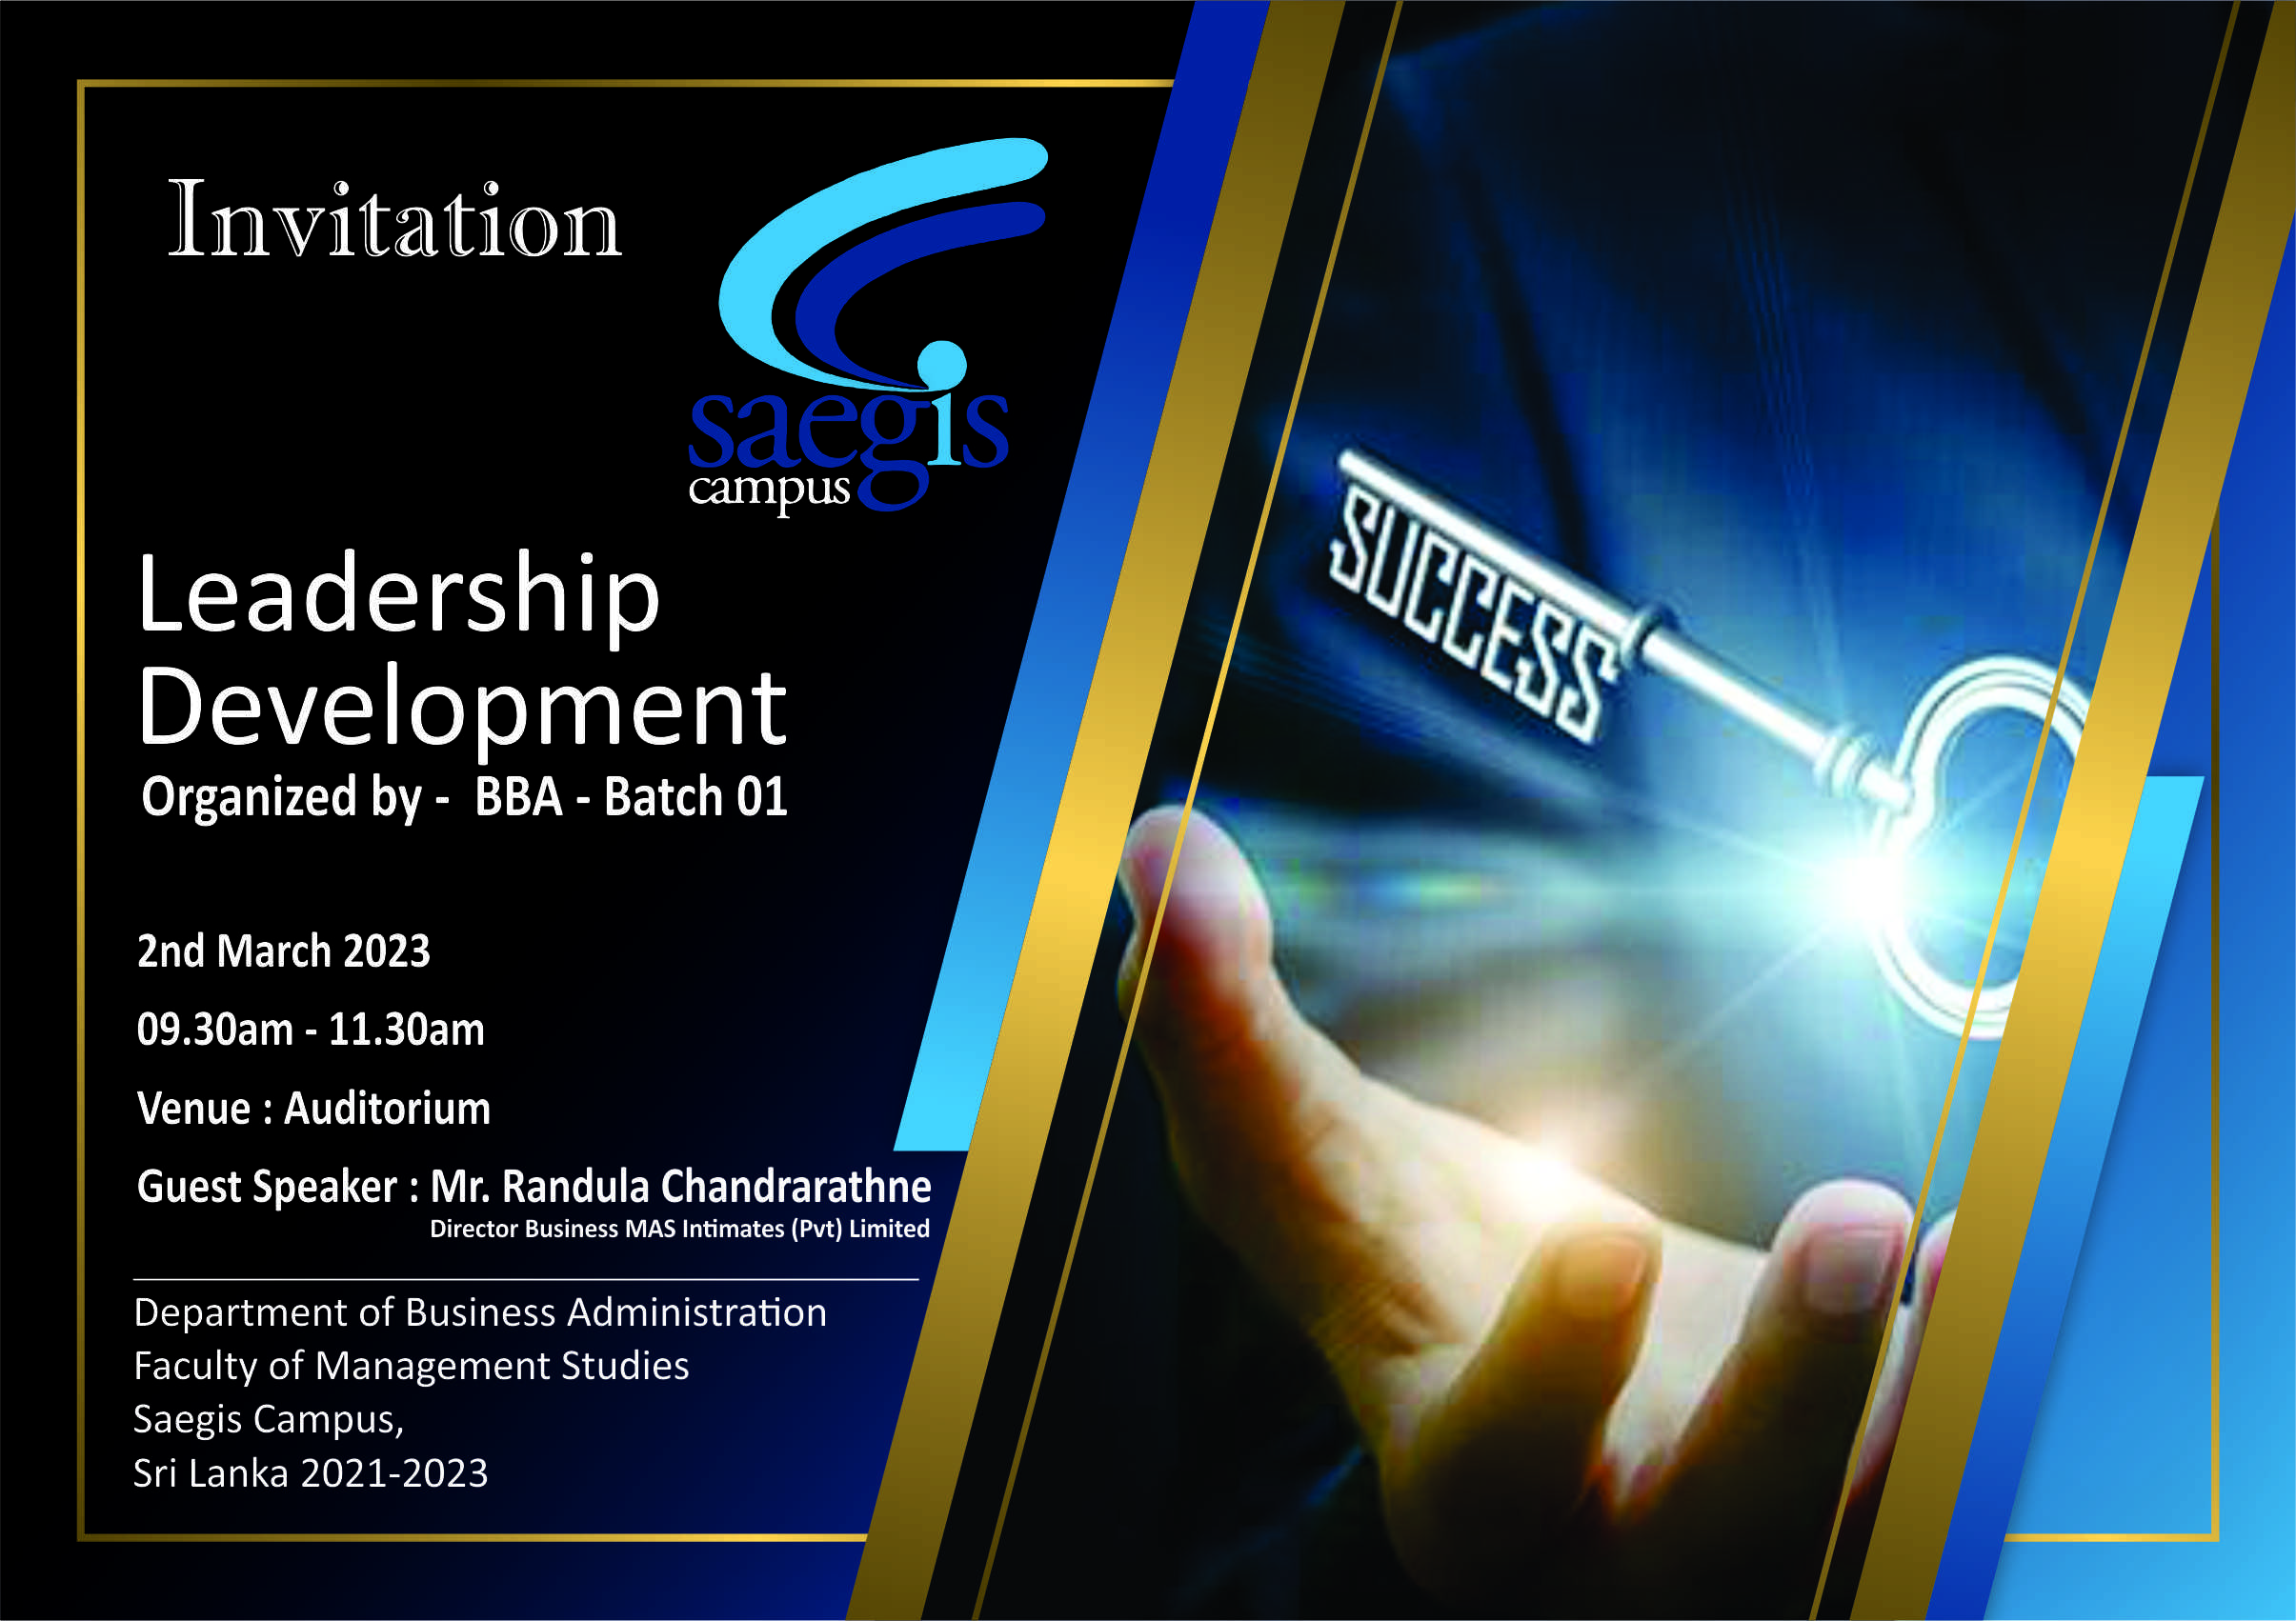 Invitation
saegis
campus
Leadership
Development
Organized by - BBA - Batch 01
2nd March 2023
09.30am - 11.30am
Venue : Auditorium
Guest Speaker : Mr. Randula Chandrarathne
Director Business MAS Intimates (Pvt) Limited
Department of Business Administration
Faculty of Management Studies
Saegis Campus,
Sri Lanka 2021-2023
SUCCESS